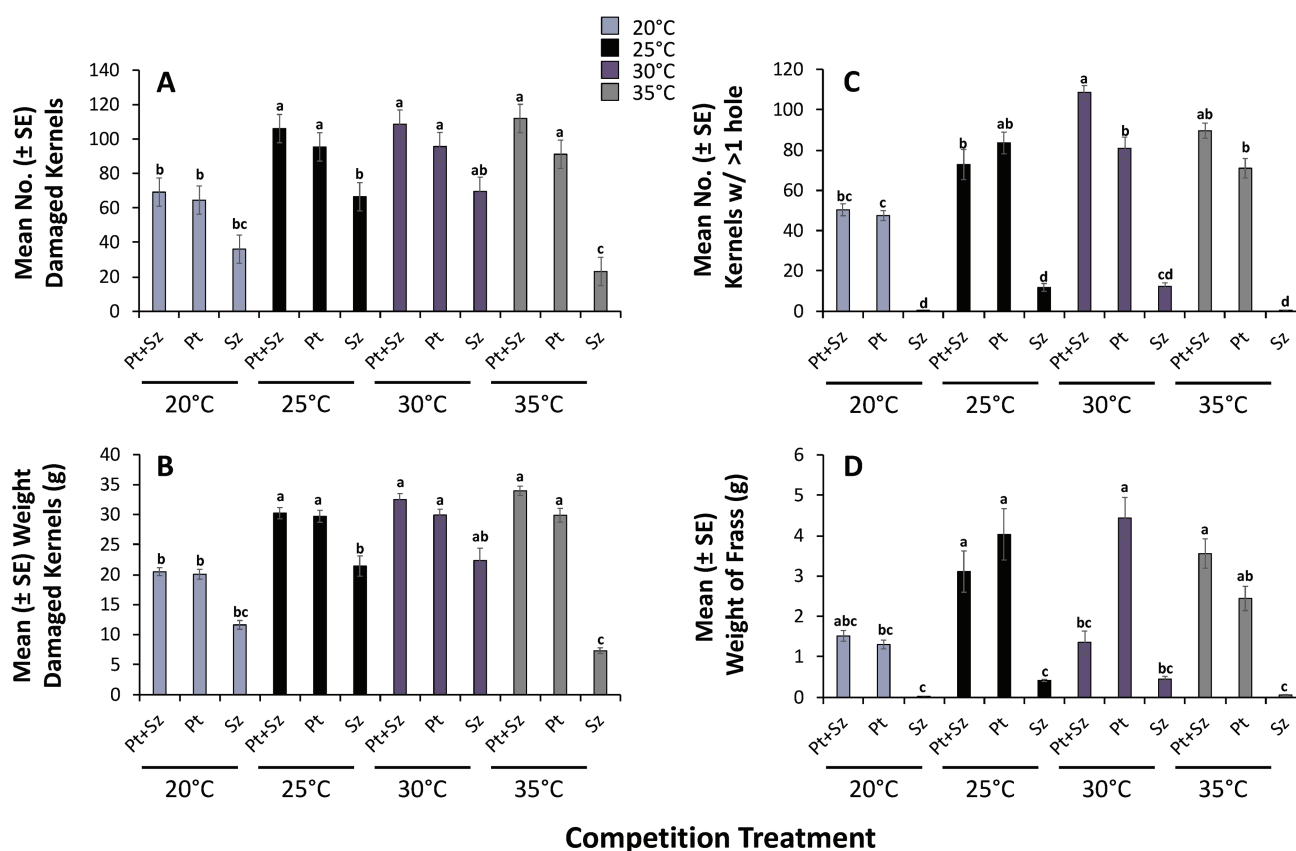 20°C
25°C
30°C
35°C
A
Mean No. (± SE)
Damaged Kernels
140
120
100
80
60
40
20
0
b
b
bc
a
a
b
a
a
ab
a
a
c
Pt+Sz
Pt
Sz
Pt+Sz
Pt
Sz
Pt+Sz
Pt
Sz
Pt+Sz
Pt
Sz
20°C
25°C
30°C
35°C
C
Mean No. (± SE)
Kernels w/ >1 hole
120
100
80
60
40
20
0
bc
c
d
b
ab
d
a
b
cd
ab
b
d
Pt+Sz
Pt
Sz
Pt+Sz
Pt
Sz
Pt+Sz
Pt
Sz
Pt+Sz
Pt
Sz
20°C
25°C
30°C
35°C
B
Mean (± SE) Weight
Damaged Kernels (g)
40
35
30
25
20
15
10
5
0
b
b
bc
a
a
b
a
a
ab
a
a
c
Pt+Sz
Pt
Sz
Pt+Sz
Pt
Sz
Pt+Sz
Pt
Sz
Pt+Sz
Pt
Sz
20°C
25°C
30°C
35°C
D
Mean (± SE)
Weight of Frass (g)
6
5
4
3
2
1
0
abc
bc
c
a
a
c
bc
a
bc
a
ab
c
Pt+Sz
Pt
Sz
Pt+Sz
Pt
Sz
Pt+Sz
Pt
Sz
Pt+Sz
Pt
Sz
20°C
25°C
30°C
35°C
Competition Treatment